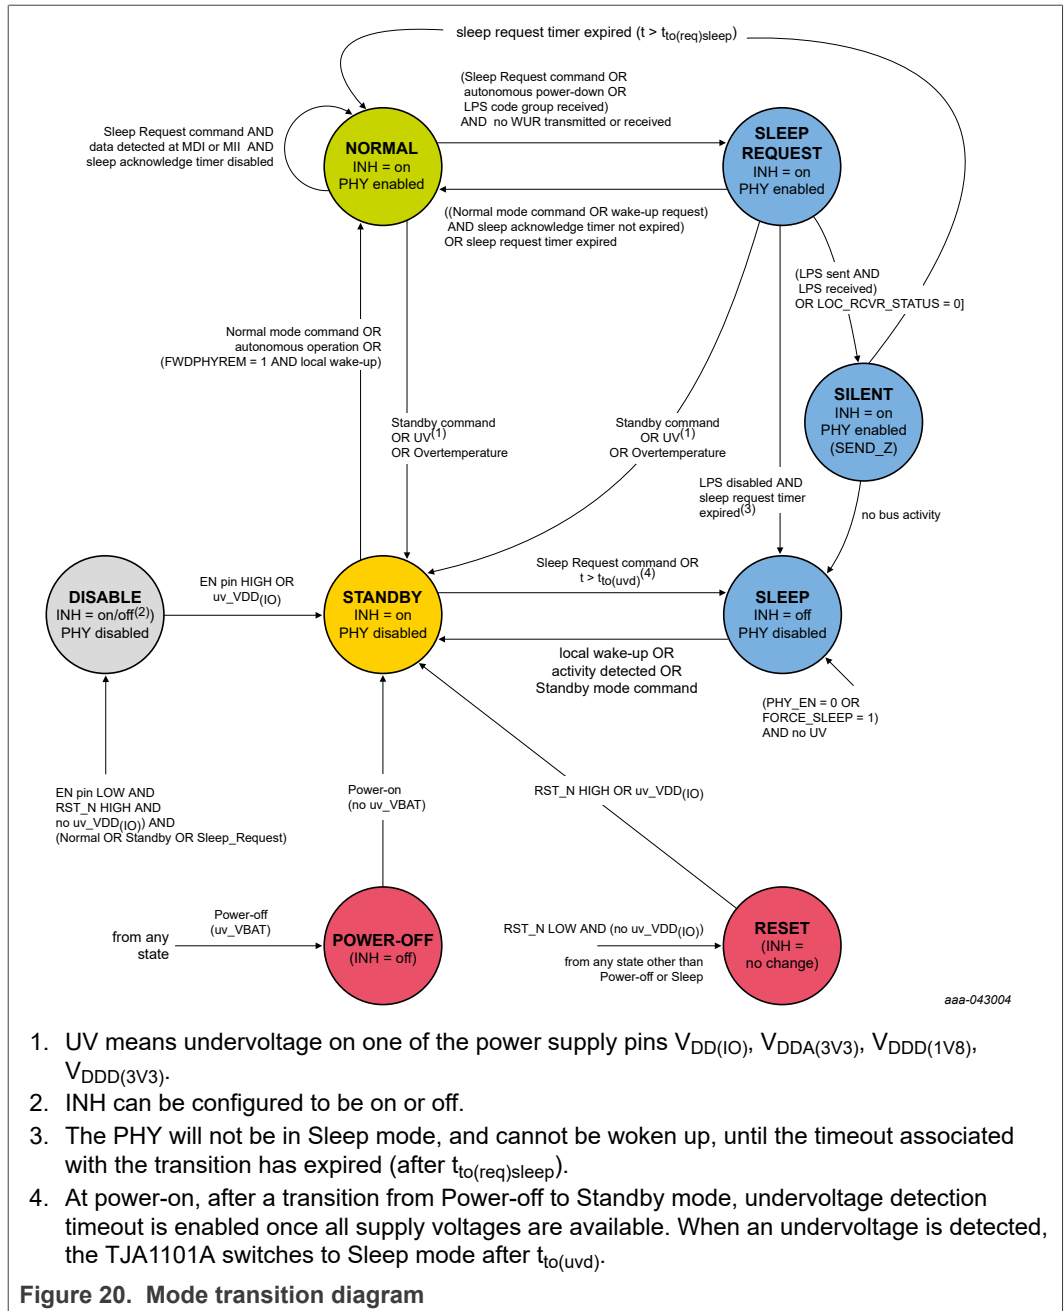 sleep request timer expired (t > tto(req)sleep)
(Sleep Request command OR
autonomous power-down OR
LPS code group received)
AND no WUR transmitted or received
Sleep Request command AND
data detected at MDI or MII AND
sleep acknowledge timer disabled
NORMAL
INH = on
PHY enabled
SLEEP
REQUEST
INH = on
PHY enabled
((Normal mode command OR wake-up request)
AND sleep acknowledge timer not expired)
OR sleep request timer expired
(LPS sent AND
LPS received)
OR LOC_RCVR_STATUS = 0]
Normal mode command OR
autonomous operation OR
(FWDPHYREM = 1 AND local wake-up)
SILENT
INH = on
PHY enabled
(SEND_Z)
Standby command
OR UV(1)
OR Overtemperature
Standby command
OR UV(1)
OR Overtemperature
LPS disabled AND
sleep request timer
expired(3)
no bus activity
DISABLE
INH = on/off(2))
PHY disabled
EN pin HIGH OR
uv_VDD(IO)
STANDBY
INH = on
PHY disabled
Sleep Request command OR
t > tto(uvd)(4)
SLEEP
INH = off
PHY disabled
local wake-up OR
activity detected OR
Standby mode command
(PHY_EN = 0 OR
FORCE_SLEEP = 1)
AND no UV
EN pin LOW AND
RST_N HIGH AND
no uv_VDD(IO)) AND
(Normal OR Standby OR Sleep_Request)
Power-on
(no uv_VBAT)
RST_N HIGH OR uv_VDD(IO)
from any
state
Power-off
(uv_VBAT)
POWER-OFF
(INH = off)
RST_N LOW AND (no uv_VDD(IO))
from any state other than
Power-off or Sleep
RESET
(INH =
no change)
aaa-043004
1. UV means undervoltage on one of the power supply pins VDD(IO), VDDA(3V3), VDDD(1V8),
VDDD(3V3).
2. INH can be configured to be on or off.
3. The PHY will not be in Sleep mode, and cannot be woken up, until the timeout associated
with the transition has expired (after tto(req)sleep).
4. At power-on, after a transition from Power-off to Standby mode, undervoltage detection
timeout is enabled once all supply voltages are available. When an undervoltage is detected,
the TJA1101A switches to Sleep mode after tto(uvd).
Figure 20. Mode transition diagram